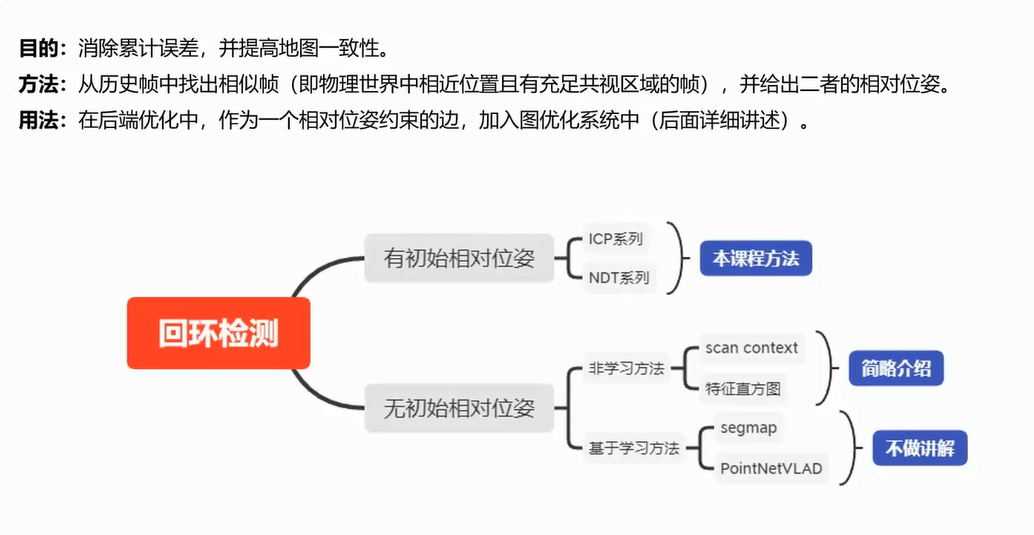 目的：消除累计误差，并提高地图一致性。
方法：从历史帧中找出相似帧（即物理世界中相近位置且有充足共视区域的帧），并给出二者的相对位姿。
用法：在后端优化中，作为一个相对位姿约束的边，加入图优化系统中（后面详细讲述）。
回环检测
有初始相对位姿
ICP系列
NDT系列
本课程方法
无初始相对位姿
非学习方法
scan context
特征直方图
简略介绍
基于学习方法
segmap
PointNetVLAD
不做讲解